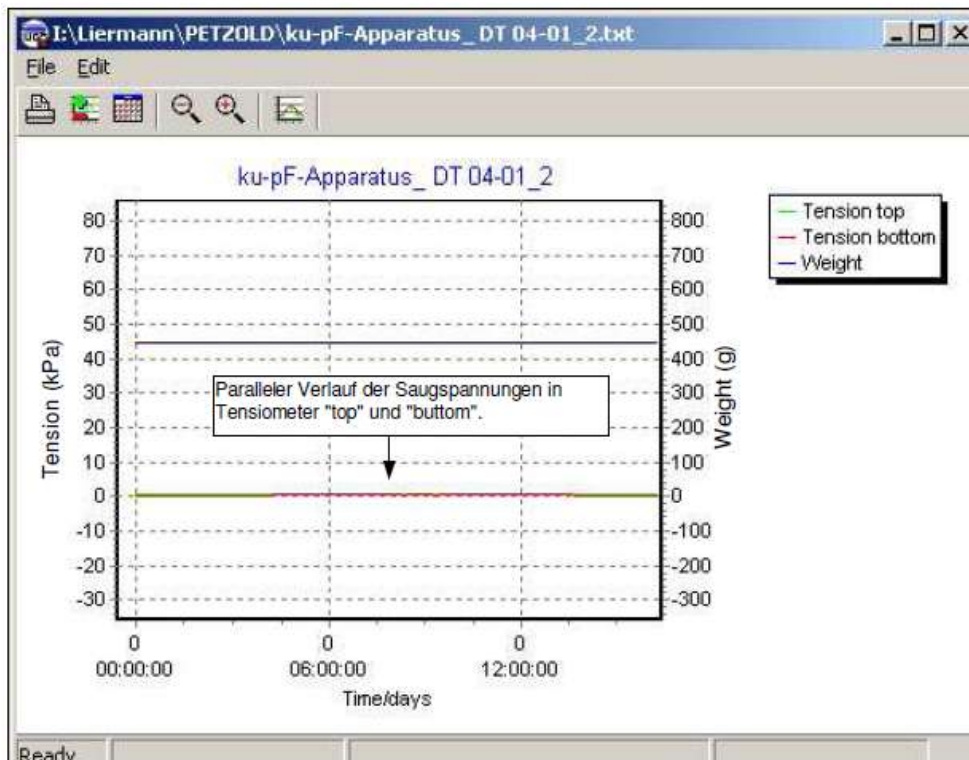 I:\Liermann\PETZOLD\ku-pF-Apparatus_ DT 04-01_2.txt
File Edit
ku-pF-Apparatus_ DT 04-01_2
Tension top
Tension bottom
Weight
80
70
60
50
40
30
20
10
0
-10
-20
-30
Tension (kPa)
800
700
600
500
400
300
200
100
0
-100
-200
-300
Weight (g)
Paralleler Verlauf der Saugspannungen in
Tensiometer "top" und "buttom".
0 0 0
00:00:00 06:00:00 12:00:00
Time/days
Ready